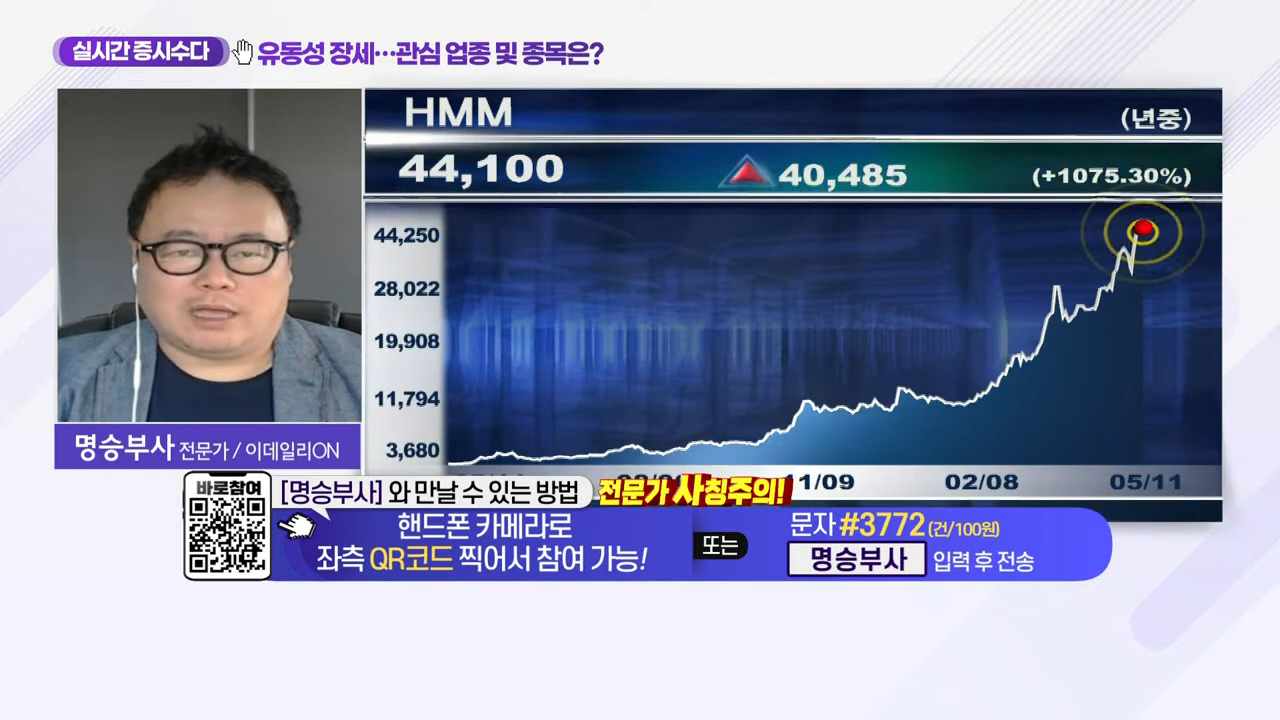 실시간 증시수다
유동성 장세…관심 업종 및 종목은?
HMM
(년중)
44,100
40,485
(+1075.30%)
44,250
28,022
19,908
11,794
3,680
1/09
02/08
05/11
명승부사 전문가 / 이데일리ON
바로참여
[명승부사] 와 만날 수 있는 방법
전문가 사칭주의!
핸드폰 카메라로
좌측 QR코드 찍어서 참여 가능!
또는
문자 #3772 (건/100원)
명승부사 입력 후 전송